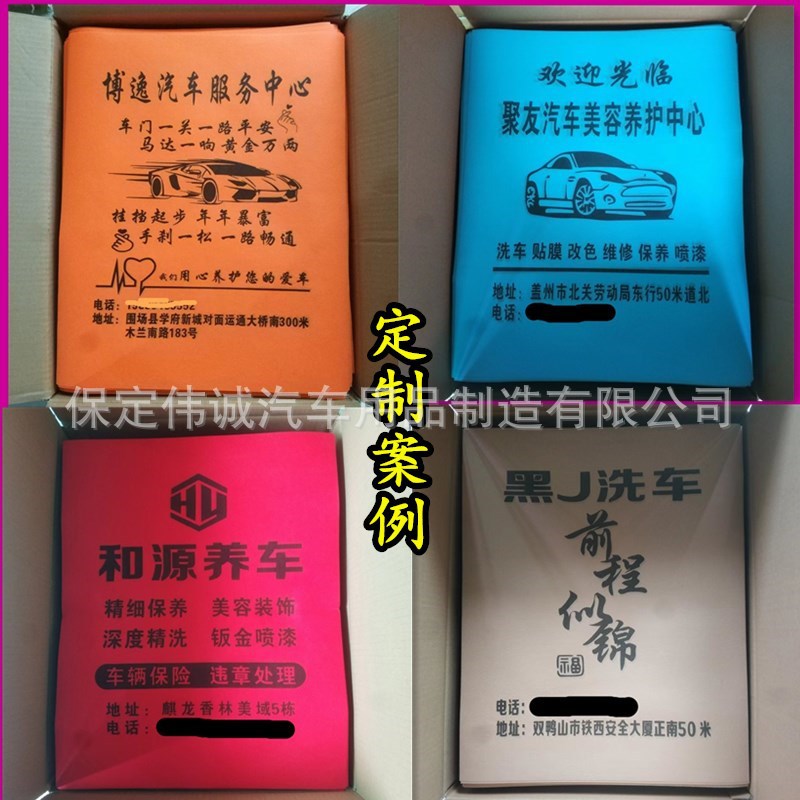 博逸汽车服务中心
车门一关一路平安
马达一响黄金万两
挂挡起步 年年暴富
手刹一松 一路畅通
我们用心养护您的爱车
电话:
地址: 围场县学府新城对面运通大桥南300米
木兰南路183号
欢迎光临
聚友汽车美容养护中心
洗车 贴膜 改色 维修 保养 喷漆
地址: 盖州市北关劳动局东行50米道北
电话:
定制案例
保定伟诚汽车用品制造有限公司
HU
和源养车
精细保养 美容装饰
深度精洗 钣金喷漆
车辆保险 违章处理
地址: 麒龙香林美域5栋
电话:
黑J洗车
前程似锦
福
电话:
地址: 双鸭山市铁西安全大厦正南50米